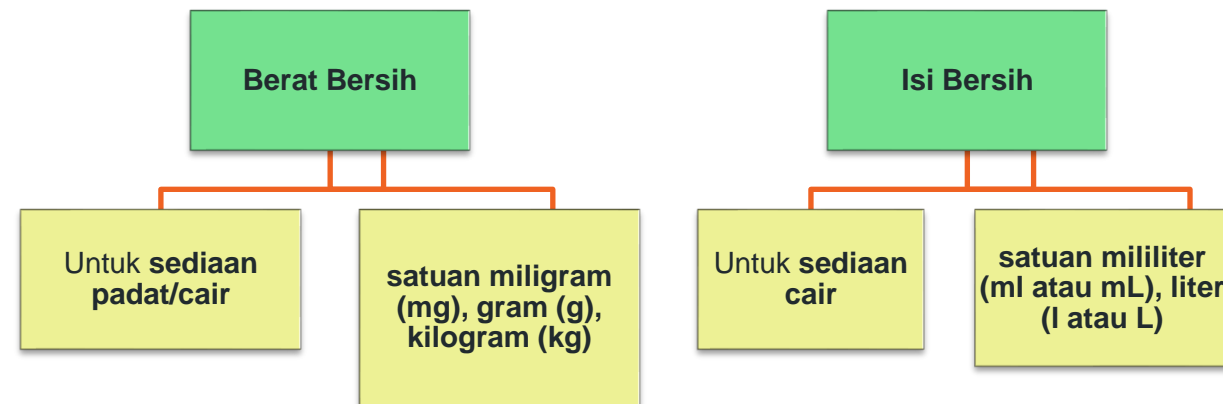 Berat Bersih
Untuk sediaan
padat/cair
satuan miligram
(mg), gram (g),
kilogram (kg)
Isi Bersih
Untuk sediaan
cair
satuan mililiter
(ml atau mL), liter
(l atau L)